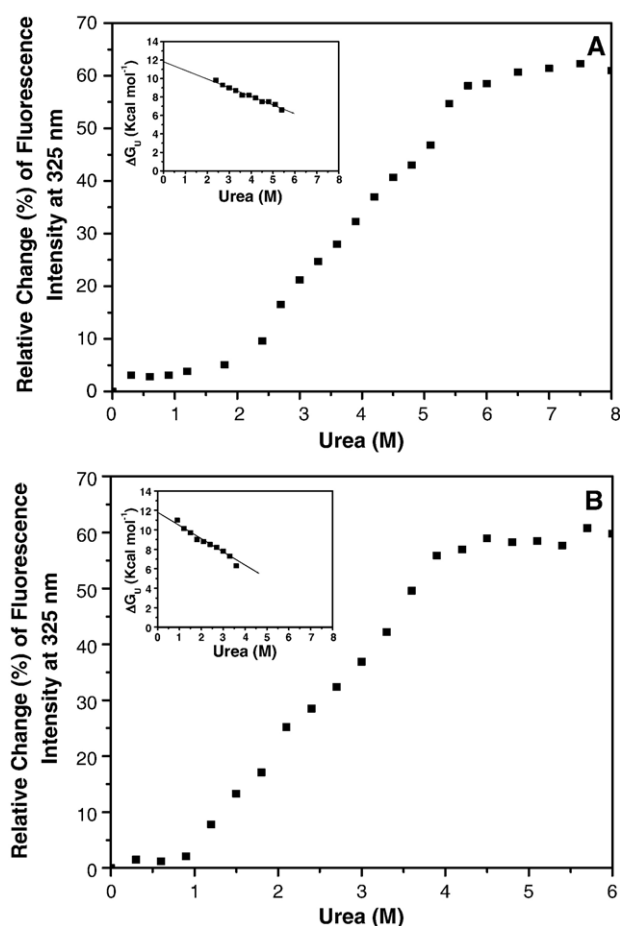 A
Relative Change (%) of Fluorescence
Intensity at 325 nm
70
60
50
40
30
20
10
0
0 1 2 3 4 5 6 7 8
Urea (M)
ΔG_U (Kcal mol⁻¹)
14
12
10
8
6
4
2
0
0 1 2 3 4 5 6 7 8
Urea (M)
B
Relative Change (%) of Fluorescence
Intensity at 325 nm
70
60
50
40
30
20
10
0
0 1 2 3 4 5 6
Urea (M)
ΔG_U (Kcal mol⁻¹)
14
12
10
8
6
4
2
0
0 1 2 3 4 5 6 7 8
Urea (M)